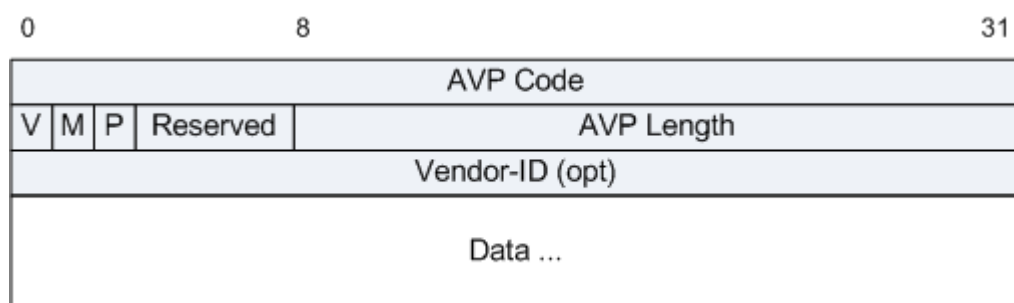 0 8 31
AVP Code
V M P Reserved AVP Length
Vendor-ID (opt)
Data ...